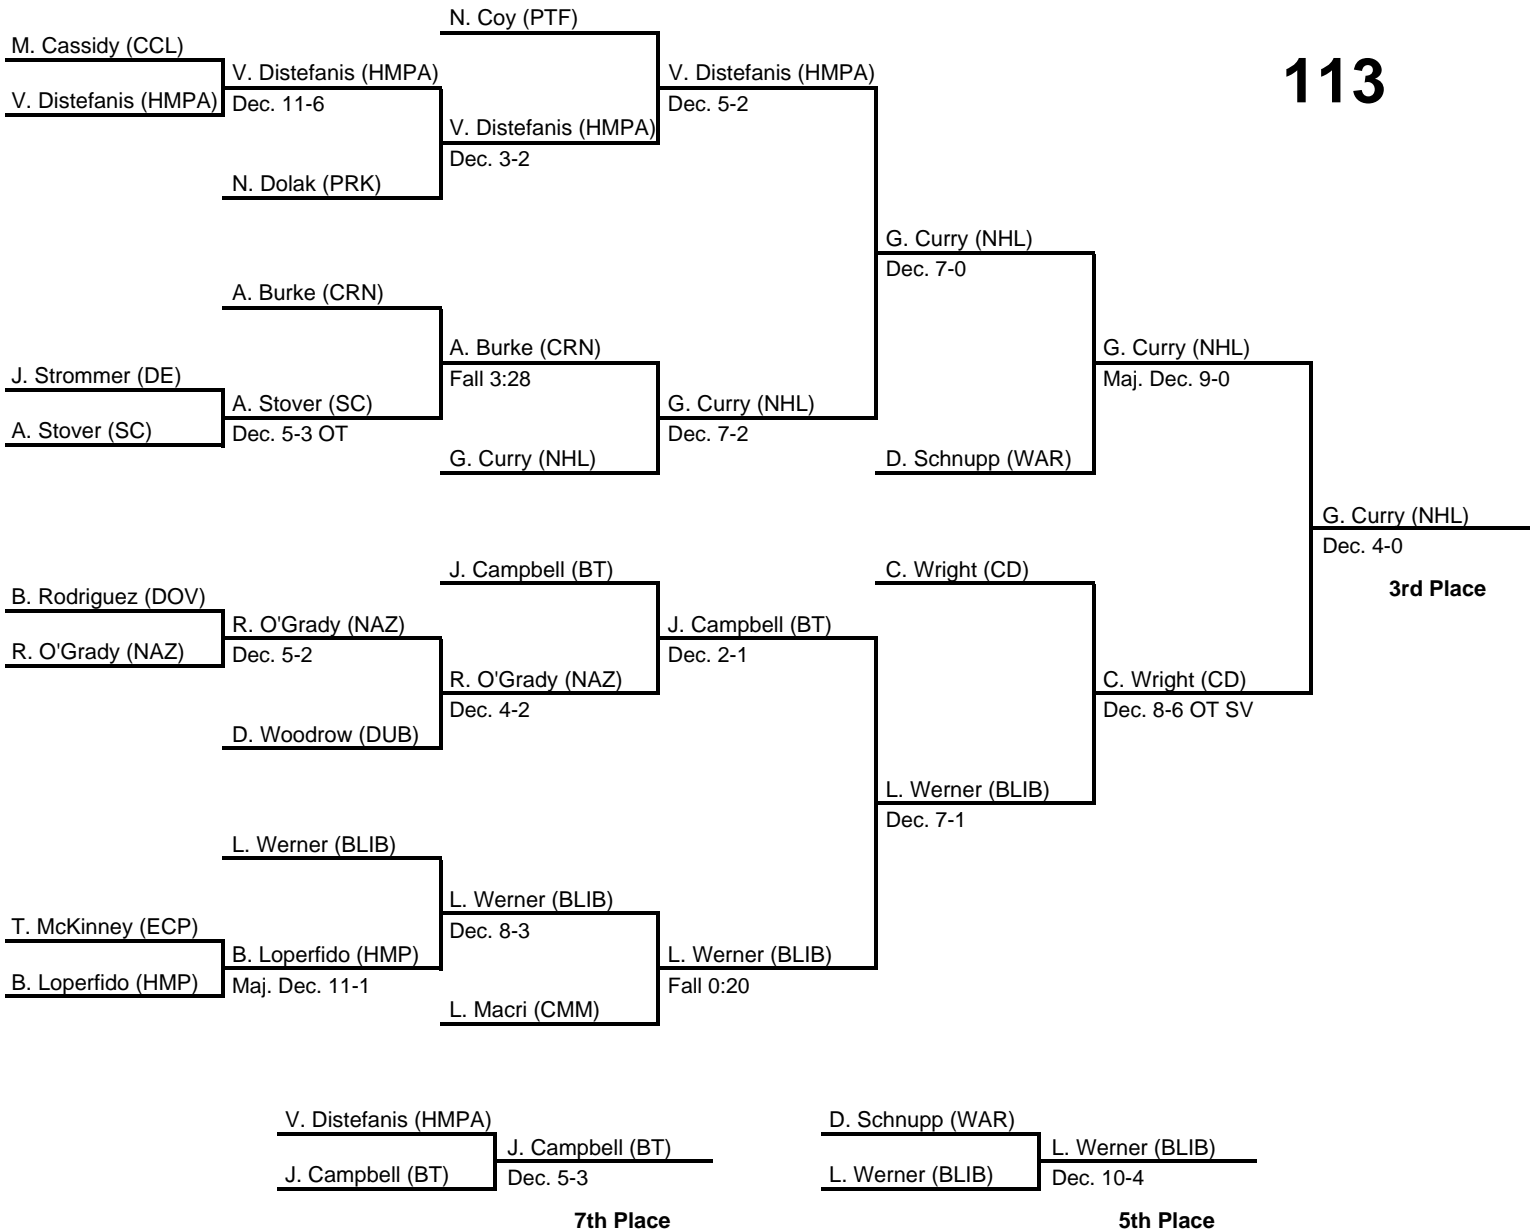 N. Coy (PTF)
M. Cassidy (CCL)
113
V. Distefanis (HMPA)
V. Distefanis (HMPA)
V. Distefanis (HMPA)
Dec. 11-6
Dec. 5-2
V. Distefanis (HMPA)
Dec. 3-2
N. Dolak (PRK)
G. Curry (NHL)
Dec. 7-0
A. Burke (CRN)
A. Burke (CRN)
G. Curry (NHL)
J. Strommer (DE)
Fall 3:28
Maj. Dec. 9-0
A. Stover (SC)
G. Curry (NHL)
A. Stover (SC)
Dec. 5-3 OT
Dec. 7-2
G. Curry (NHL)
D. Schnupp (WAR)
G. Curry (NHL)
Dec. 4-0
J. Campbell (BT)
C. Wright (CD)
3rd Place
B. Rodriguez (DOV)
R. O'Grady (NAZ)
J. Campbell (BT)
R. O'Grady (NAZ)
Dec. 5-2
Dec. 2-1
R. O'Grady (NAZ)
C. Wright (CD)
Dec. 4-2
Dec. 8-6 OT SV
D. Woodrow (DUB)
L. Werner (BLIB)
Dec. 7-1
L. Werner (BLIB)
L. Werner (BLIB)
T. McKinney (ECP)
Dec. 8-3
B. Loperfido (HMP)
L. Werner (BLIB)
B. Loperfido (HMP)
Maj. Dec. 11-1
Fall 0:20
L. Macri (CMM)
V. Distefanis (HMPA)
D. Schnupp (WAR)
J. Campbell (BT)
L. Werner (BLIB)
J. Campbell (BT)
Dec. 5-3
L. Werner (BLIB)
Dec. 10-4
7th Place
5th Place